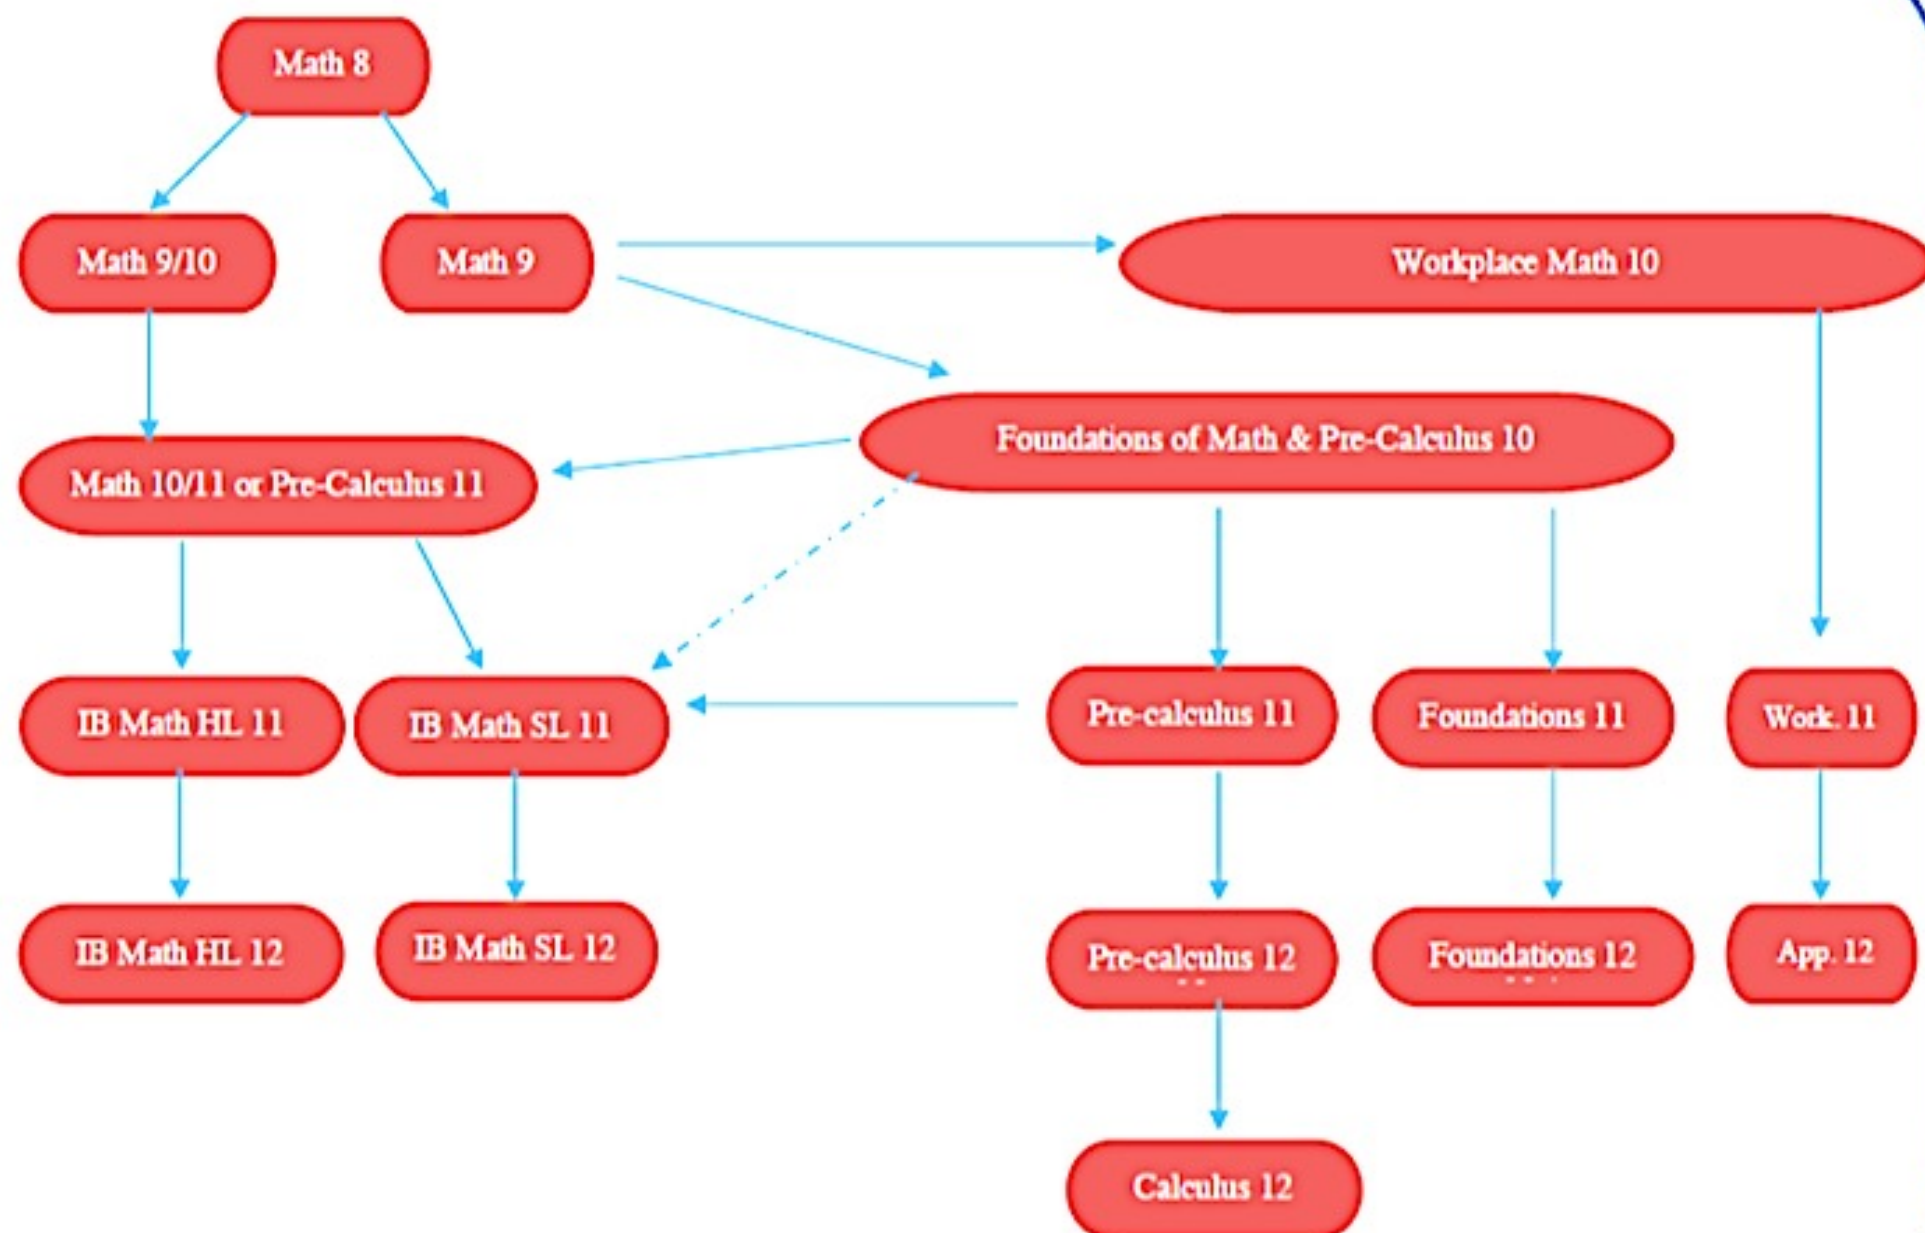 Math 8
Math 9/10
Math 9
Workplace Math 10
Foundations of Math & Pre-Calculus 10
Math 10/11 or Pre-Calculus 11
IB Math HL 11
IB Math SL 11
Pre-calculus 11
Foundations 11
Work. 11
IB Math HL 12
IB Math SL 12
Pre-calculus 12
Foundations 12
App. 12
Calculus 12